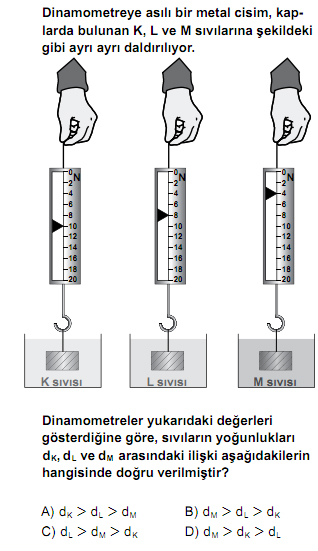 Dinamometreye asılı bir metal cisim, kap-
larda bulunan K, L ve M sıvılarına şekildeki
gibi ayrı ayrı daldırılıyor.
0 N 0 N 0 N
2 2 2
4 4 4
6 6 6
8 8 8
10 10 10
12 12 12
14 14 14
16 16 16
18 18 18
20 20 20
K SIVISI L SIVISI M SIVISI
Dinamometreler yukarıdaki değerleri
gösterdiğine göre, sıvıların yoğunlukları
dK, dL ve dM arasındaki ilişki aşağıdakilerin
hangisinde doğru verilmiştir?
A) dK > dL > dM B) dM > dL > dK
C) dL > dM > dK D) dM > dK > dL